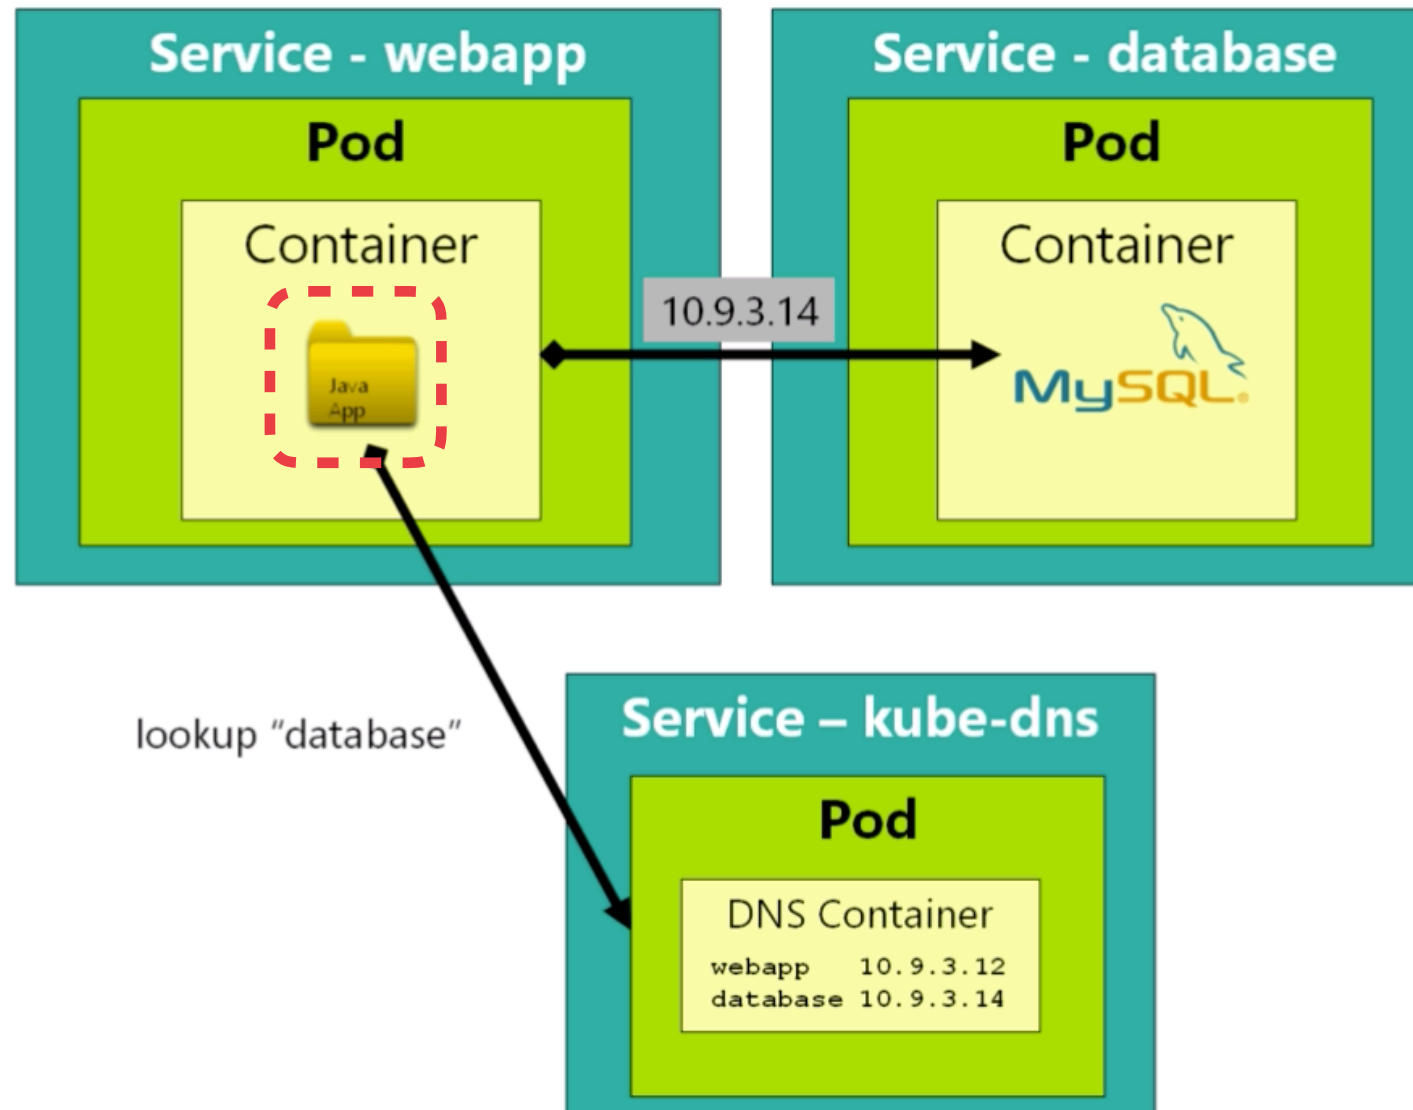 Service - webapp
Pod
Container
Java
App
10.9.3.14
Service - database
Pod
Container
MySQL®
lookup “database”
Service – kube-dns
Pod
DNS Container
webapp 10.9.3.12
database 10.9.3.14